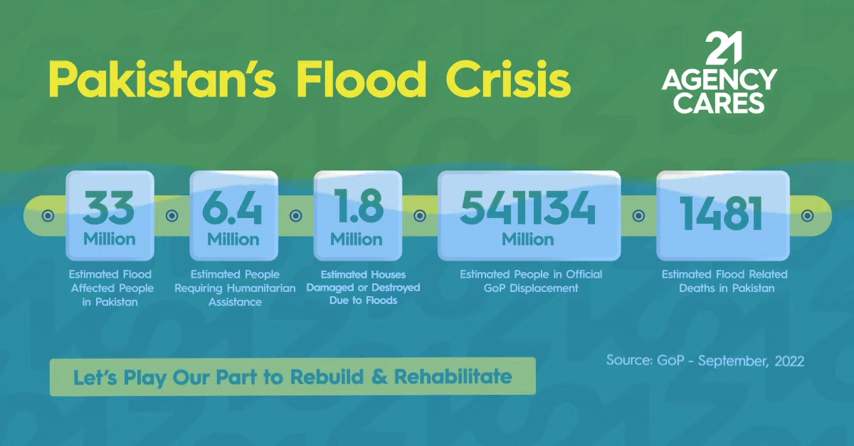 Pakistan's Flood Crisis
21
AGENCY
CARES
33
Million
Estimated Flood
Affected People
in Pakistan
6.4
Million
Estimated People
Requiring Humanitarian
Assistance
1.8
Million
Estimated Houses
Damaged or Destroyed
Due to Floods
541134
Million
Estimated People in Official
GoP Displacement
1481
Estimated Flood Related
Deaths in Pakistan
Source: GoP - September, 2022
Let's Play Our Part to Rebuild & Rehabilitate